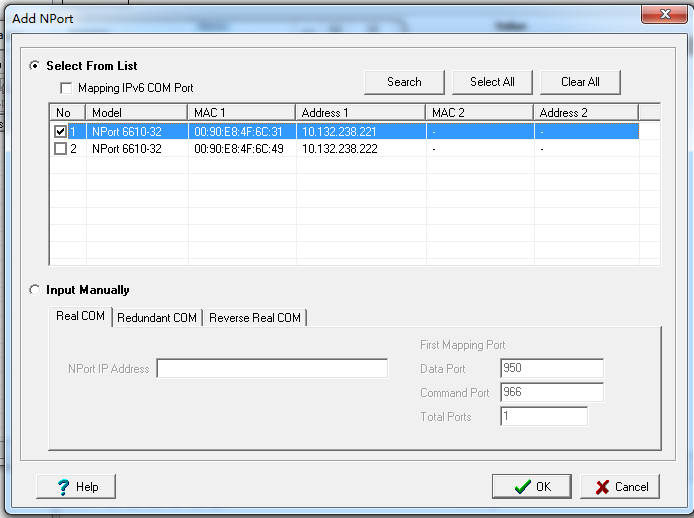 Add NPort
Select From List
Mapping IPv6 COM Port
Search
Select All
Clear All
No Model MAC 1 Address 1 MAC 2 Address 2
1 NPort 6610-32 00:90:E8:4F:6C:31 10.132.238.221 - -
2 NPort 6610-32 00:90:E8:4F:6C:49 10.132.238.222 - -
Input Manually
Real COM Redundant COM Reverse Real COM
First Mapping Port
NPort IP Address Data Port 950
Command Port 966
Total Ports 1
? Help OK Cancel